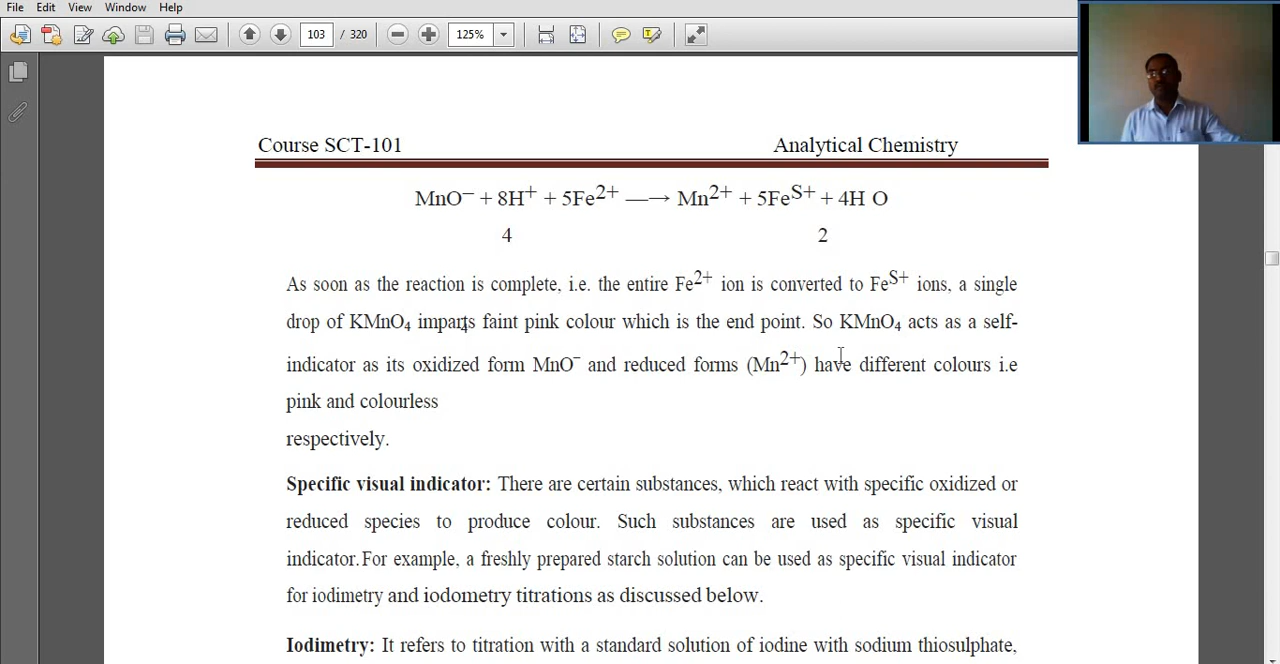 File Edit View Window Help
103 / 320 125%
Course SCT-101 Analytical Chemistry
MnO⁻ + 8H⁺ + 5Fe²⁺ —→ Mn²⁺ + 5Feˢ⁺ + 4H O
4 2
As soon as the reaction is complete, i.e. the entire Fe²⁺ ion is converted to Feˢ⁺ ions, a single
drop of KMnO₄ imparts faint pink colour which is the end point. So KMnO₄ acts as a self-
indicator as its oxidized form MnO⁻ and reduced forms (Mn²⁺) have different colours i.e
pink and colourless
respectively.
Specific visual indicator: There are certain substances, which react with specific oxidized or
reduced species to produce colour. Such substances are used as specific visual
indicator.For example, a freshly prepared starch solution can be used as specific visual indicator
for iodimetry and iodometry titrations as discussed below.
Iodimetry: It refers to titration with a standard solution of iodine with sodium thiosulphate,